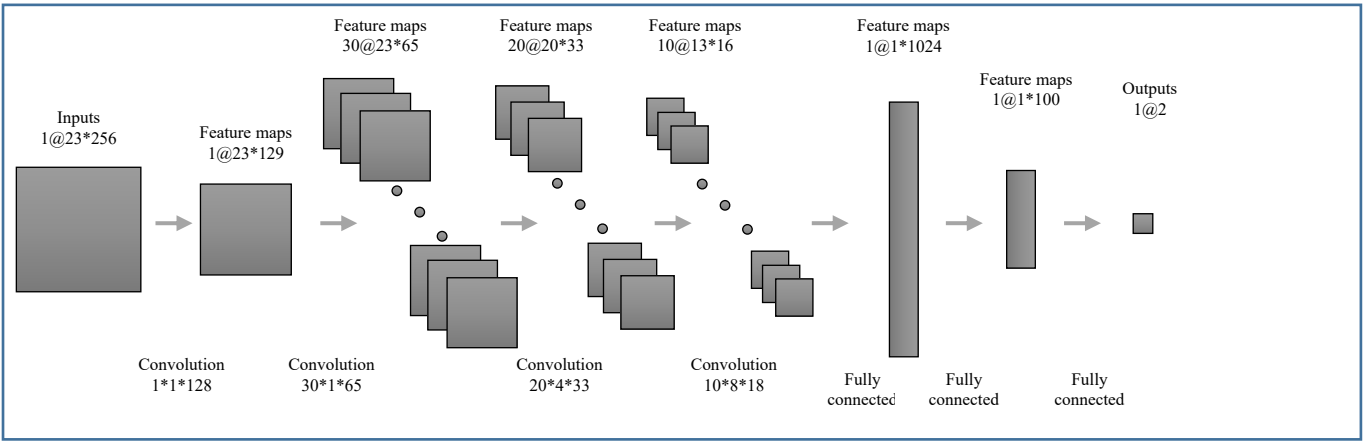 Inputs
1@23*256
Feature maps
1@23*129
Feature maps
30@23*65
Feature maps
20@20*33
Feature maps
10@13*16
Feature maps
1@1*1024
Feature maps
1@1*100
Outputs
1@2
Convolution
1*1*128
Convolution
30*1*65
Convolution
20*4*33
Convolution
10*8*18
Fully
connected
Fully
connected
Fully
connected